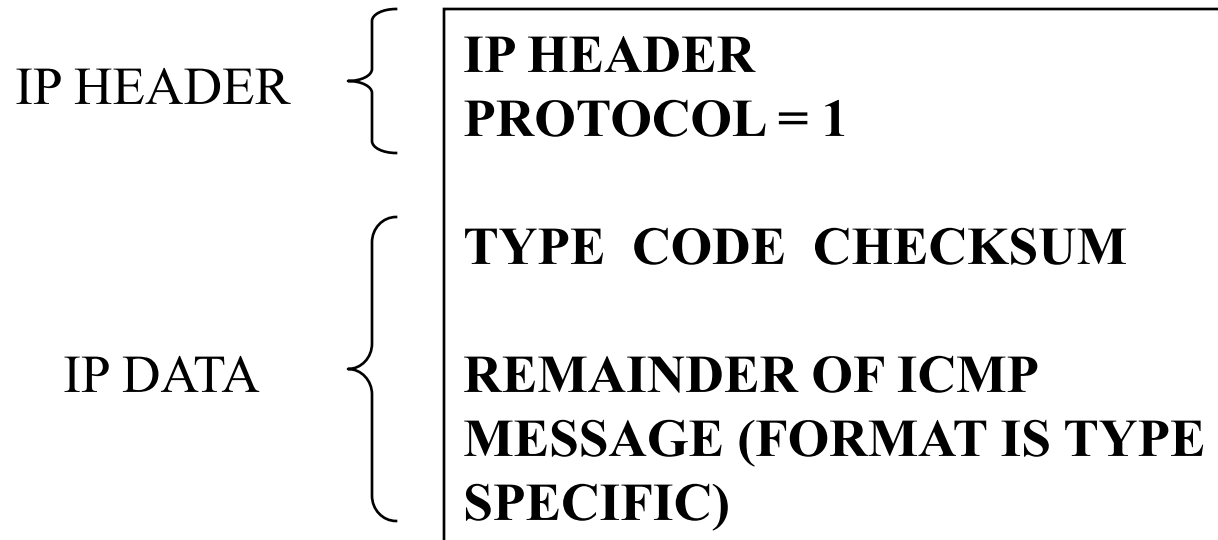 IP HEADER
IP HEADER
PROTOCOL = 1
TYPE CODE CHECKSUM
IP DATA
REMAINDER OF ICMP
MESSAGE (FORMAT IS TYPE
SPECIFIC)